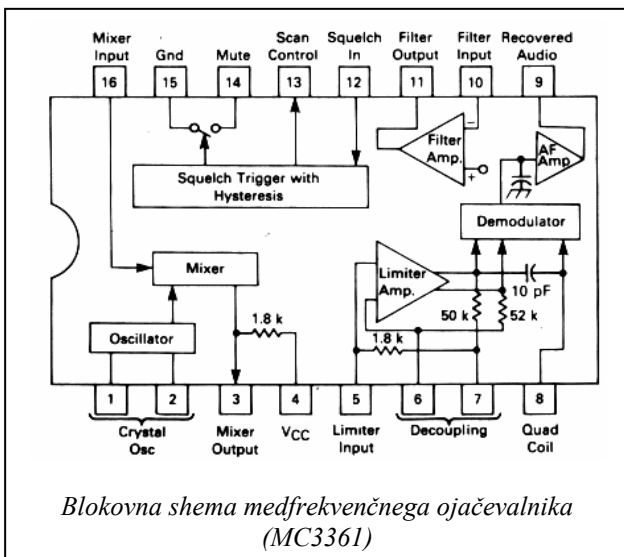 Mixer Input
Gnd
Mute
Scan Control
Squelch In
Filter Output
Filter Input
Recovered Audio
16
15
14
13
12
11
10
9
Filter Amp.
−
+
AF Amp
Squelch Trigger with Hysteresis
Demodulator
Mixer
Limiter Amp.
10 pF
1.8 k
50 k
52 k
Oscillator
1.8 k
1
2
3
4
5
6
7
8
Crystal Osc
Mixer Output
VCC
Limiter Input
Decoupling
Quad Coil
Blokovna shema medfrekvenčnega ojačevalnika
(MC3361)